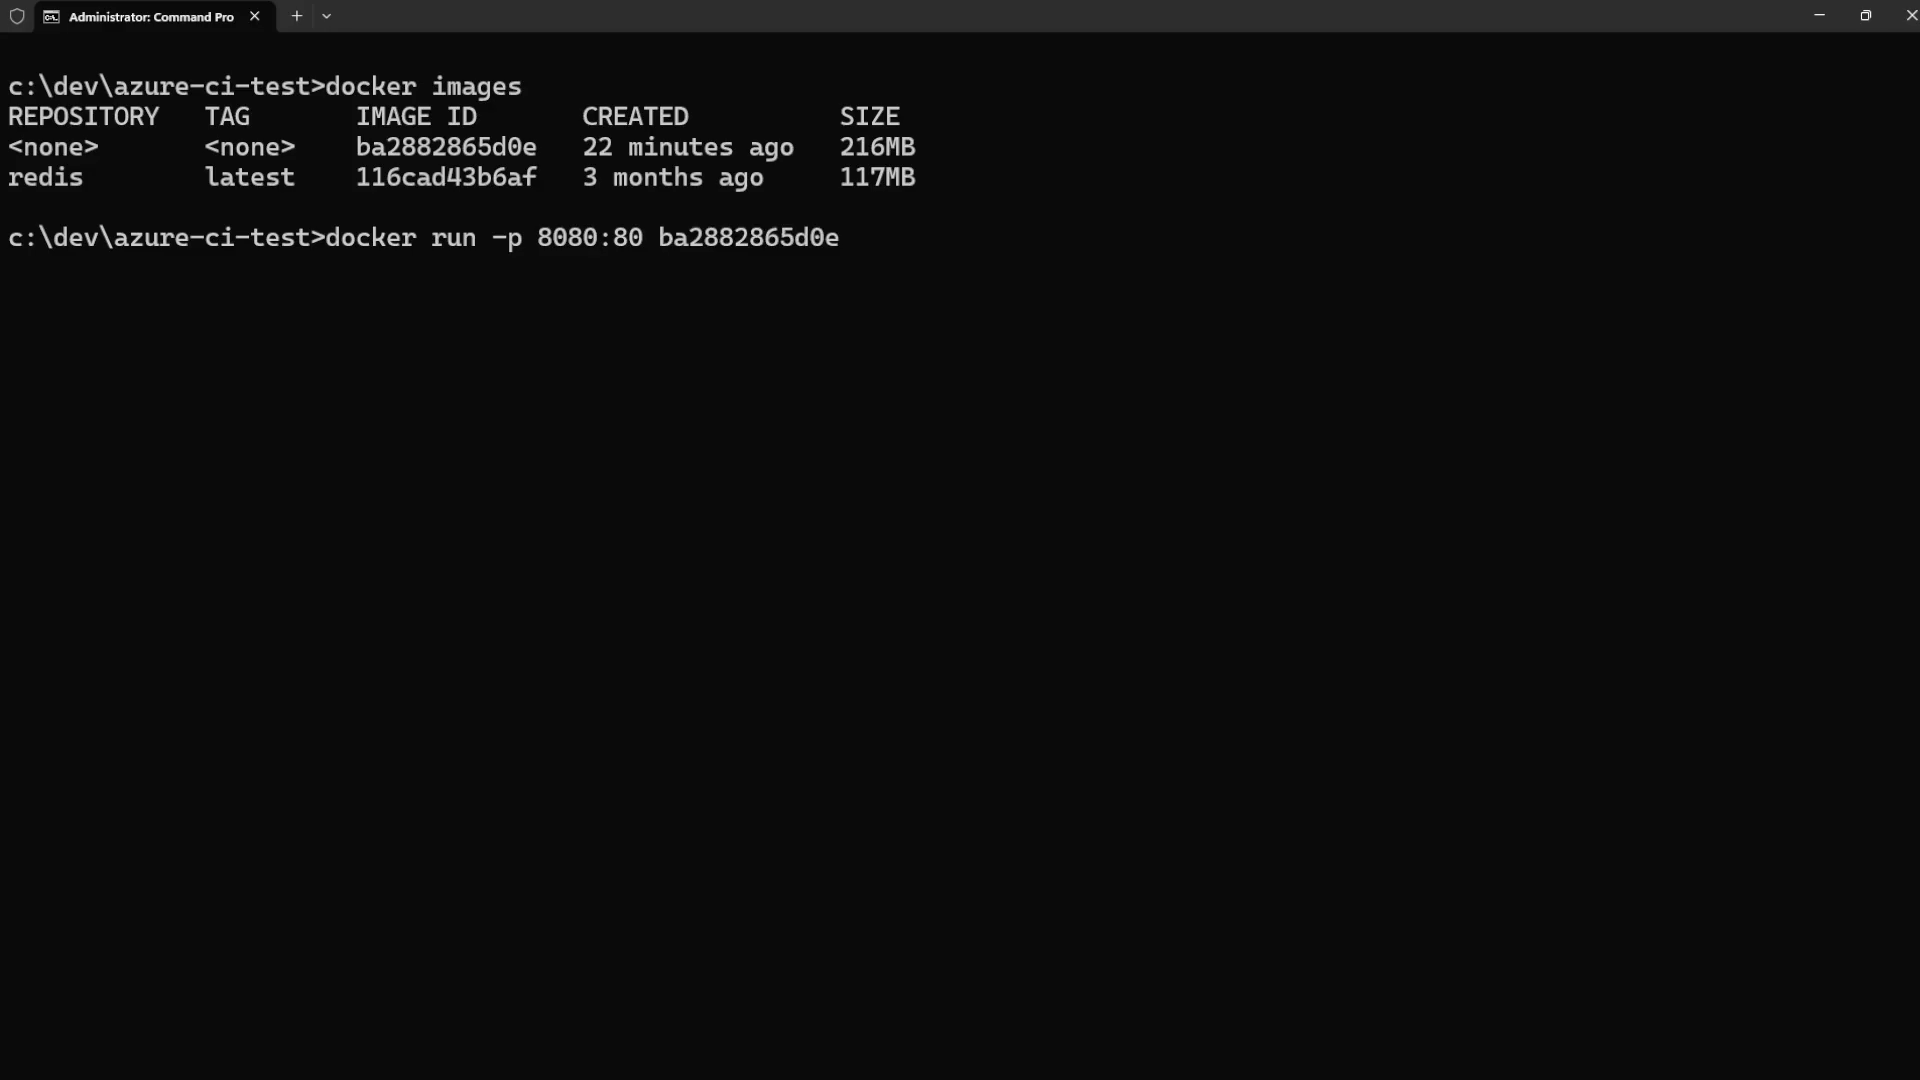 Administrator: Command Pro
c:\dev\azure-ci-test>docker images
REPOSITORY   TAG       IMAGE ID       CREATED          SIZE
<none>       <none>    ba2882865d0e   22 minutes ago   216MB
redis        latest    116cad43b6af   3 months ago     117MB
c:\dev\azure-ci-test>docker run -p 8080:80 ba2882865d0e